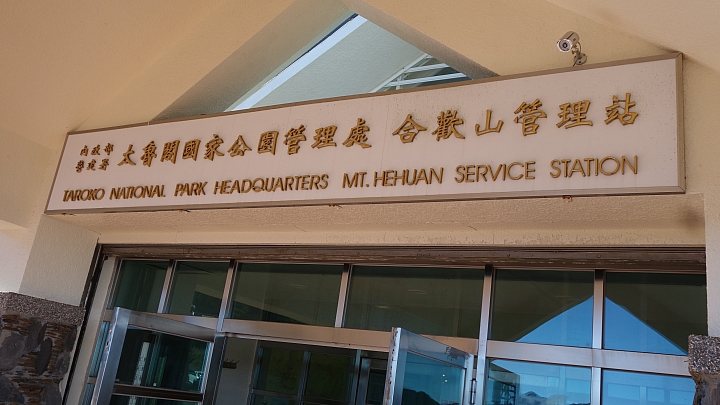 內政部
營建署
太魯閣國家公園管理處 合歡山管理站
TAROKO NATIONAL PARK HEADQUARTERS MT. HEHUAN SERVICE STATION